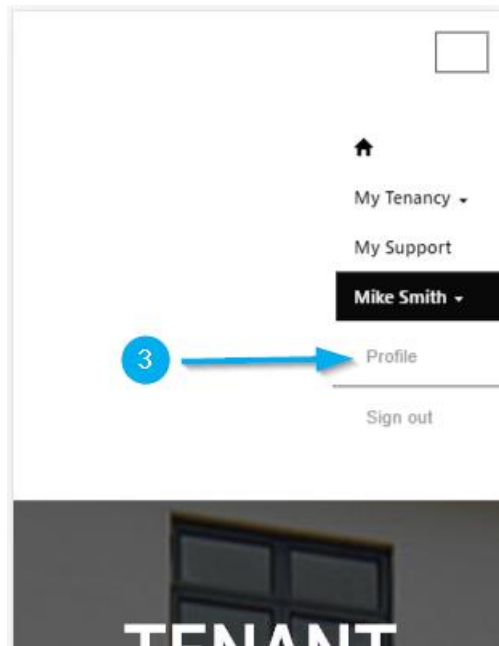 My Tenancy
My Support
Mike Smith
3
Profile
Sign out
TENANT